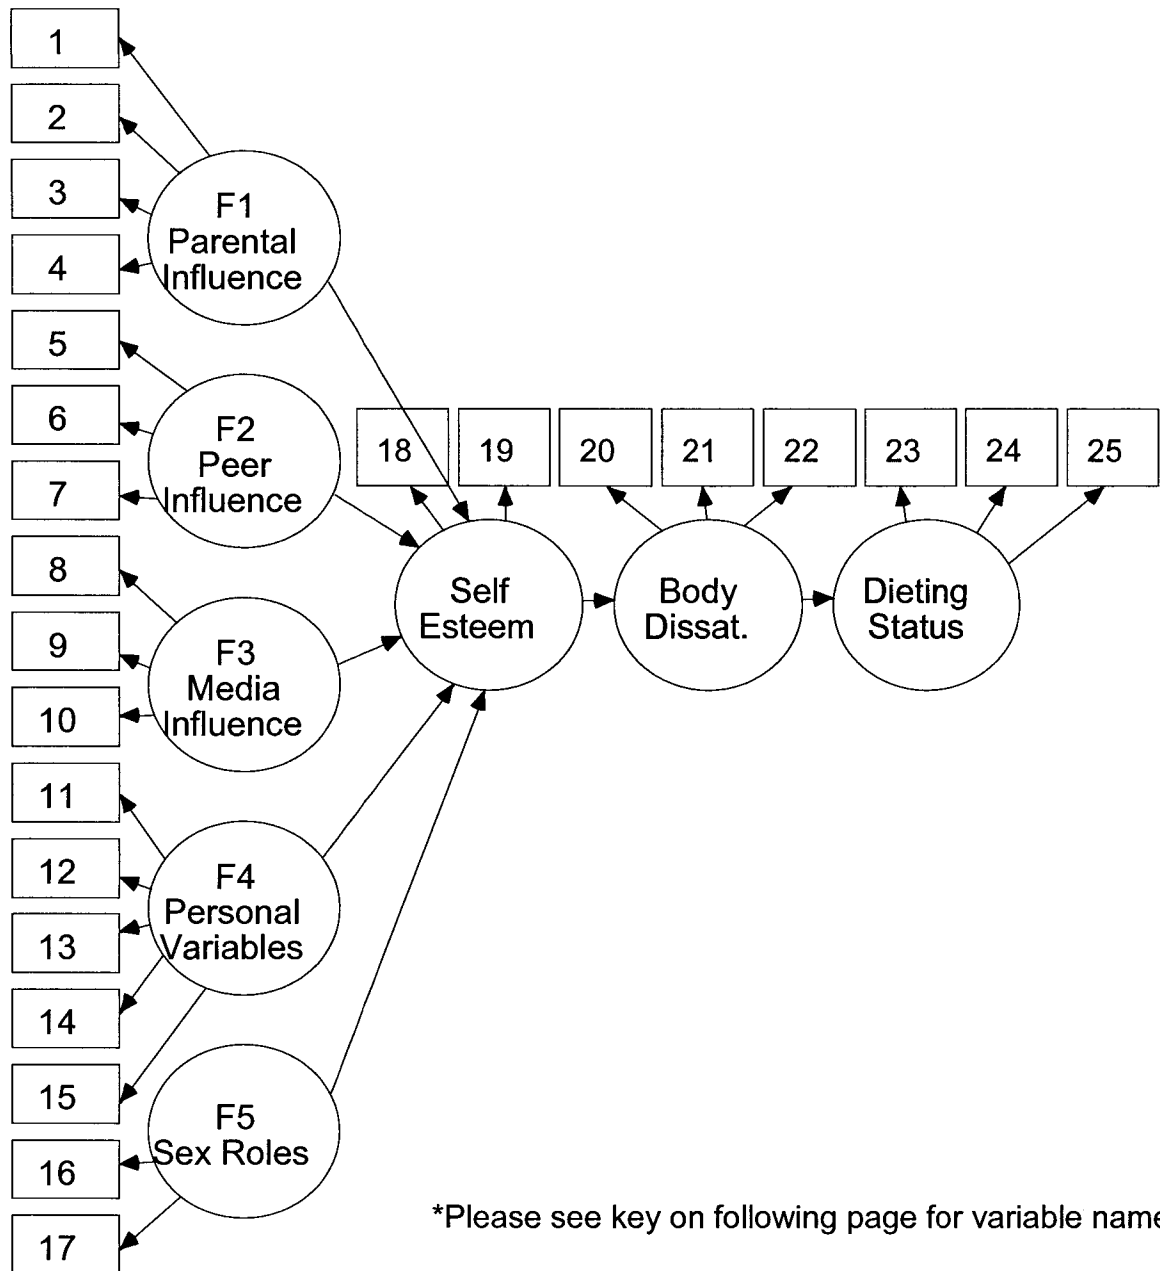 1
2
3
4
5
6
7
8
9
10
11
12
13
14
15
16
17
F1
Parental
Influence
F2
Peer
Influence
F3
Media
Influence
F4
Personal
Variables
F5
Sex Roles
18 19 20 21 22 23 24 25
Self
Esteem
Body
Dissat.
Dieting
Status
*Please see key on following page for variable name